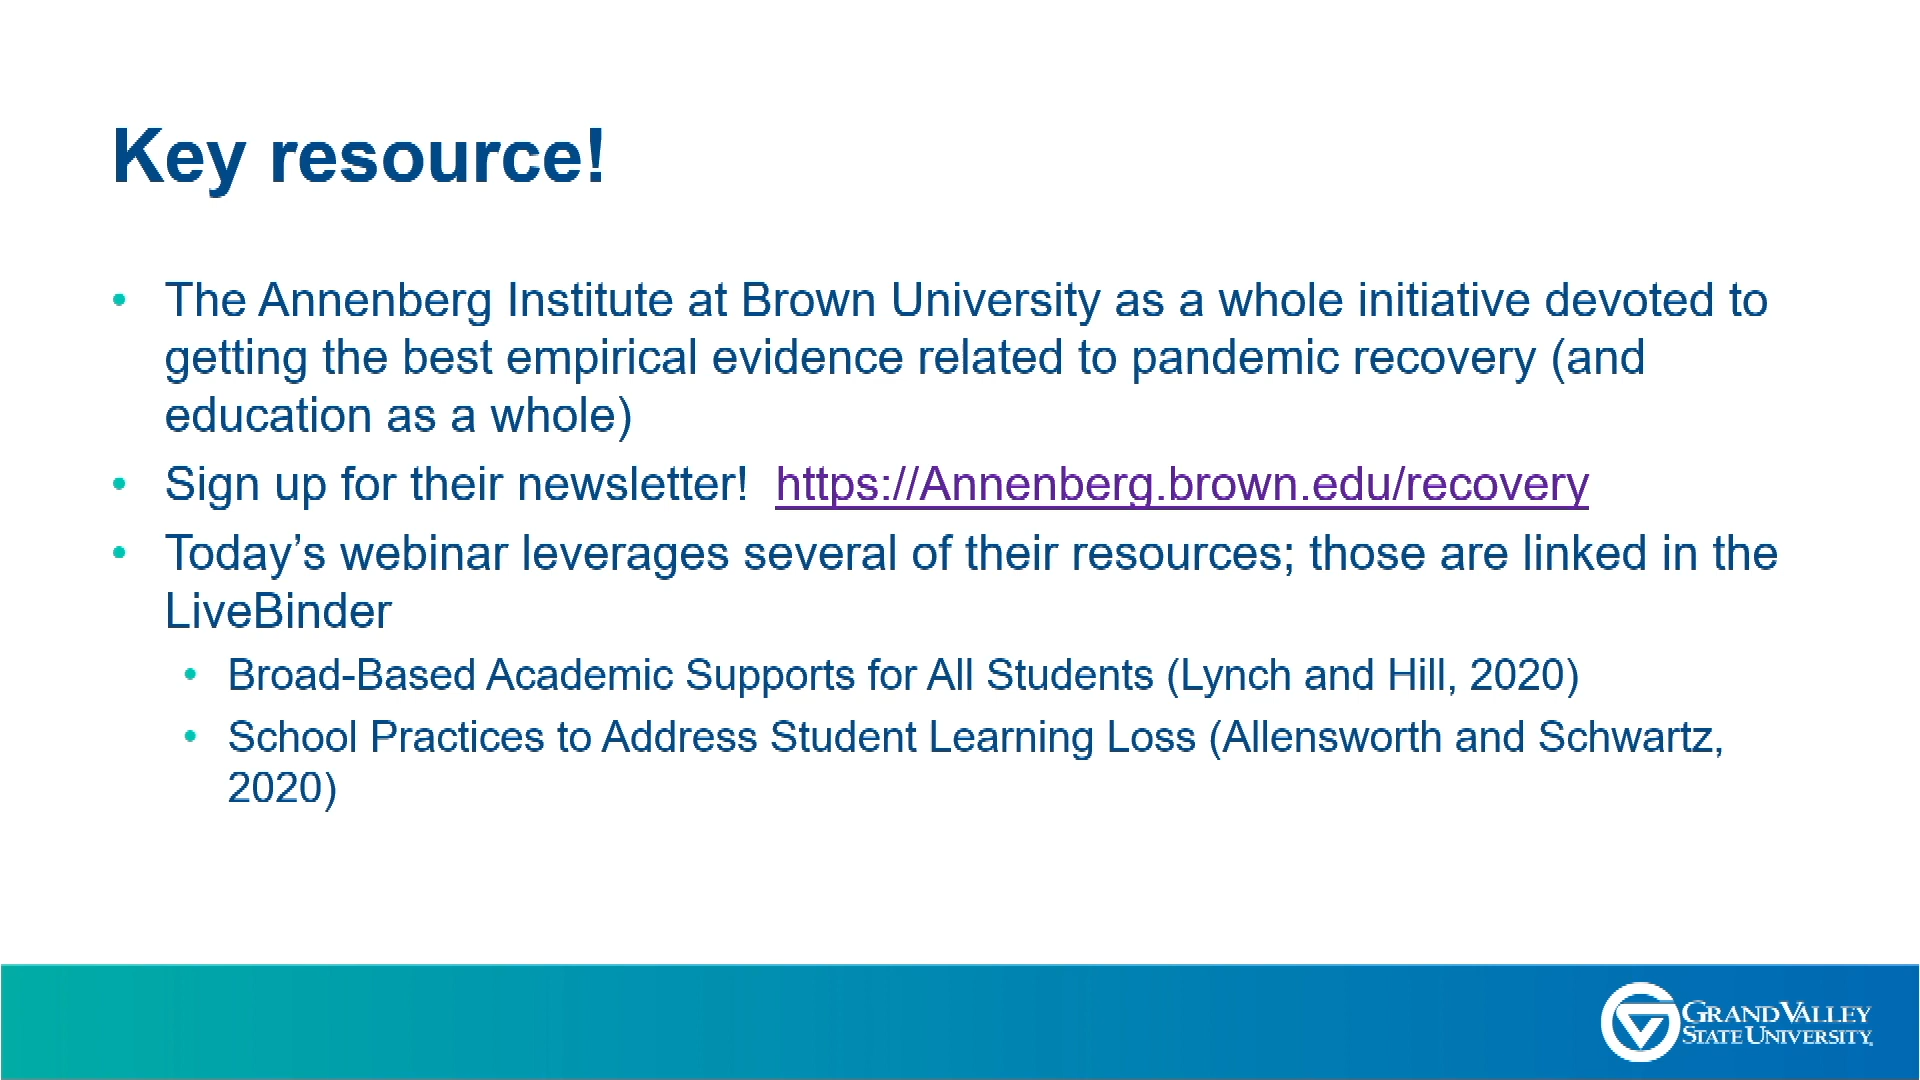 Key resource!
• The Annenberg Institute at Brown University as a whole initiative devoted to
getting the best empirical evidence related to pandemic recovery (and
education as a whole)
• Sign up for their newsletter! https://Annenberg.brown.edu/recovery
• Today’s webinar leverages several of their resources; those are linked in the
LiveBinder
• Broad-Based Academic Supports for All Students (Lynch and Hill, 2020)
• School Practices to Address Student Learning Loss (Allensworth and Schwartz,
2020)
GRAND VALLEY
STATE UNIVERSITY